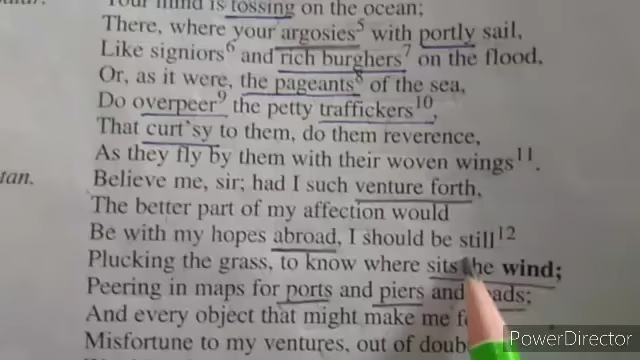 Your mind is tossing on the ocean;
There, where your argosies5 with portly sail,
Like signiors6 and rich burghers7 on the flood,
Or, as it were, the pageants8 of the sea,
Do overpeer9 the petty traffickers10,
That curt'sy to them, do them reverence,
As they fly by them with their woven wings11.
tan.
Believe me, sir; had I such venture forth,
The better part of my affection would
Be with my hopes abroad, I should be still12
Plucking the grass, to know where sits the wind;
Peering in maps for ports and piers and
And every object that might make me
Misfortune to my ventures, out of
PowerDirector